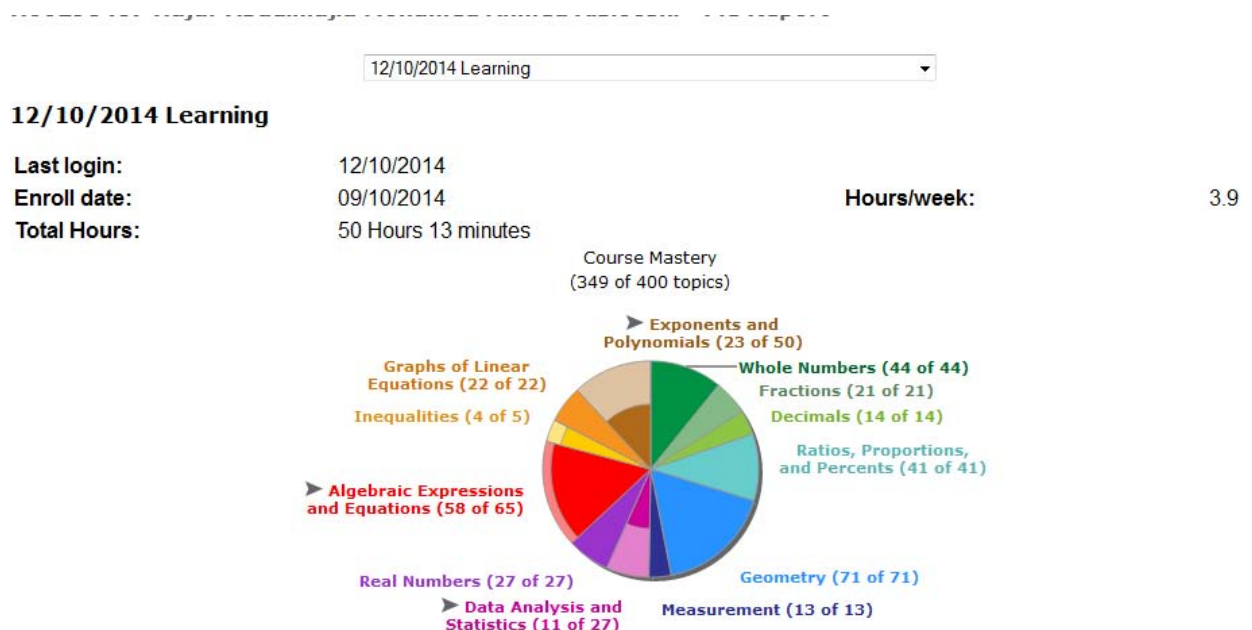 12/10/2014 Learning
12/10/2014 Learning
Last login: 12/10/2014
Enroll date: 09/10/2014 Hours/week: 3.9
Total Hours: 50 Hours 13 minutes
Course Mastery
(349 of 400 topics)
Exponents and
Polynomials (23 of 50)
Graphs of Linear
Equations (22 of 22)
Whole Numbers (44 of 44)
Fractions (21 of 21)
Inequalities (4 of 5)
Decimals (14 of 14)
Ratios, Proportions,
and Percents (41 of 41)
Algebraic Expressions
and Equations (58 of 65)
Real Numbers (27 of 27)
Geometry (71 of 71)
Data Analysis and
Statistics (11 of 27)
Measurement (13 of 13)